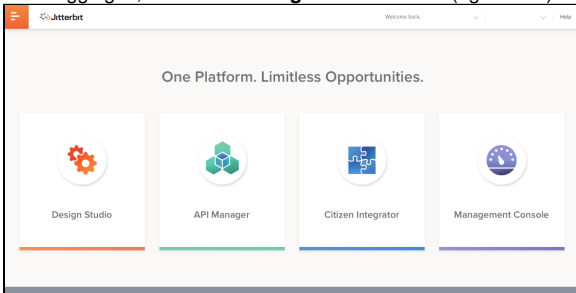 Jitterbit
Welcome back,
Help
One Platform. Limitless Opportunities.
Design Studio
API Manager
Citizen Integrator
Management Console